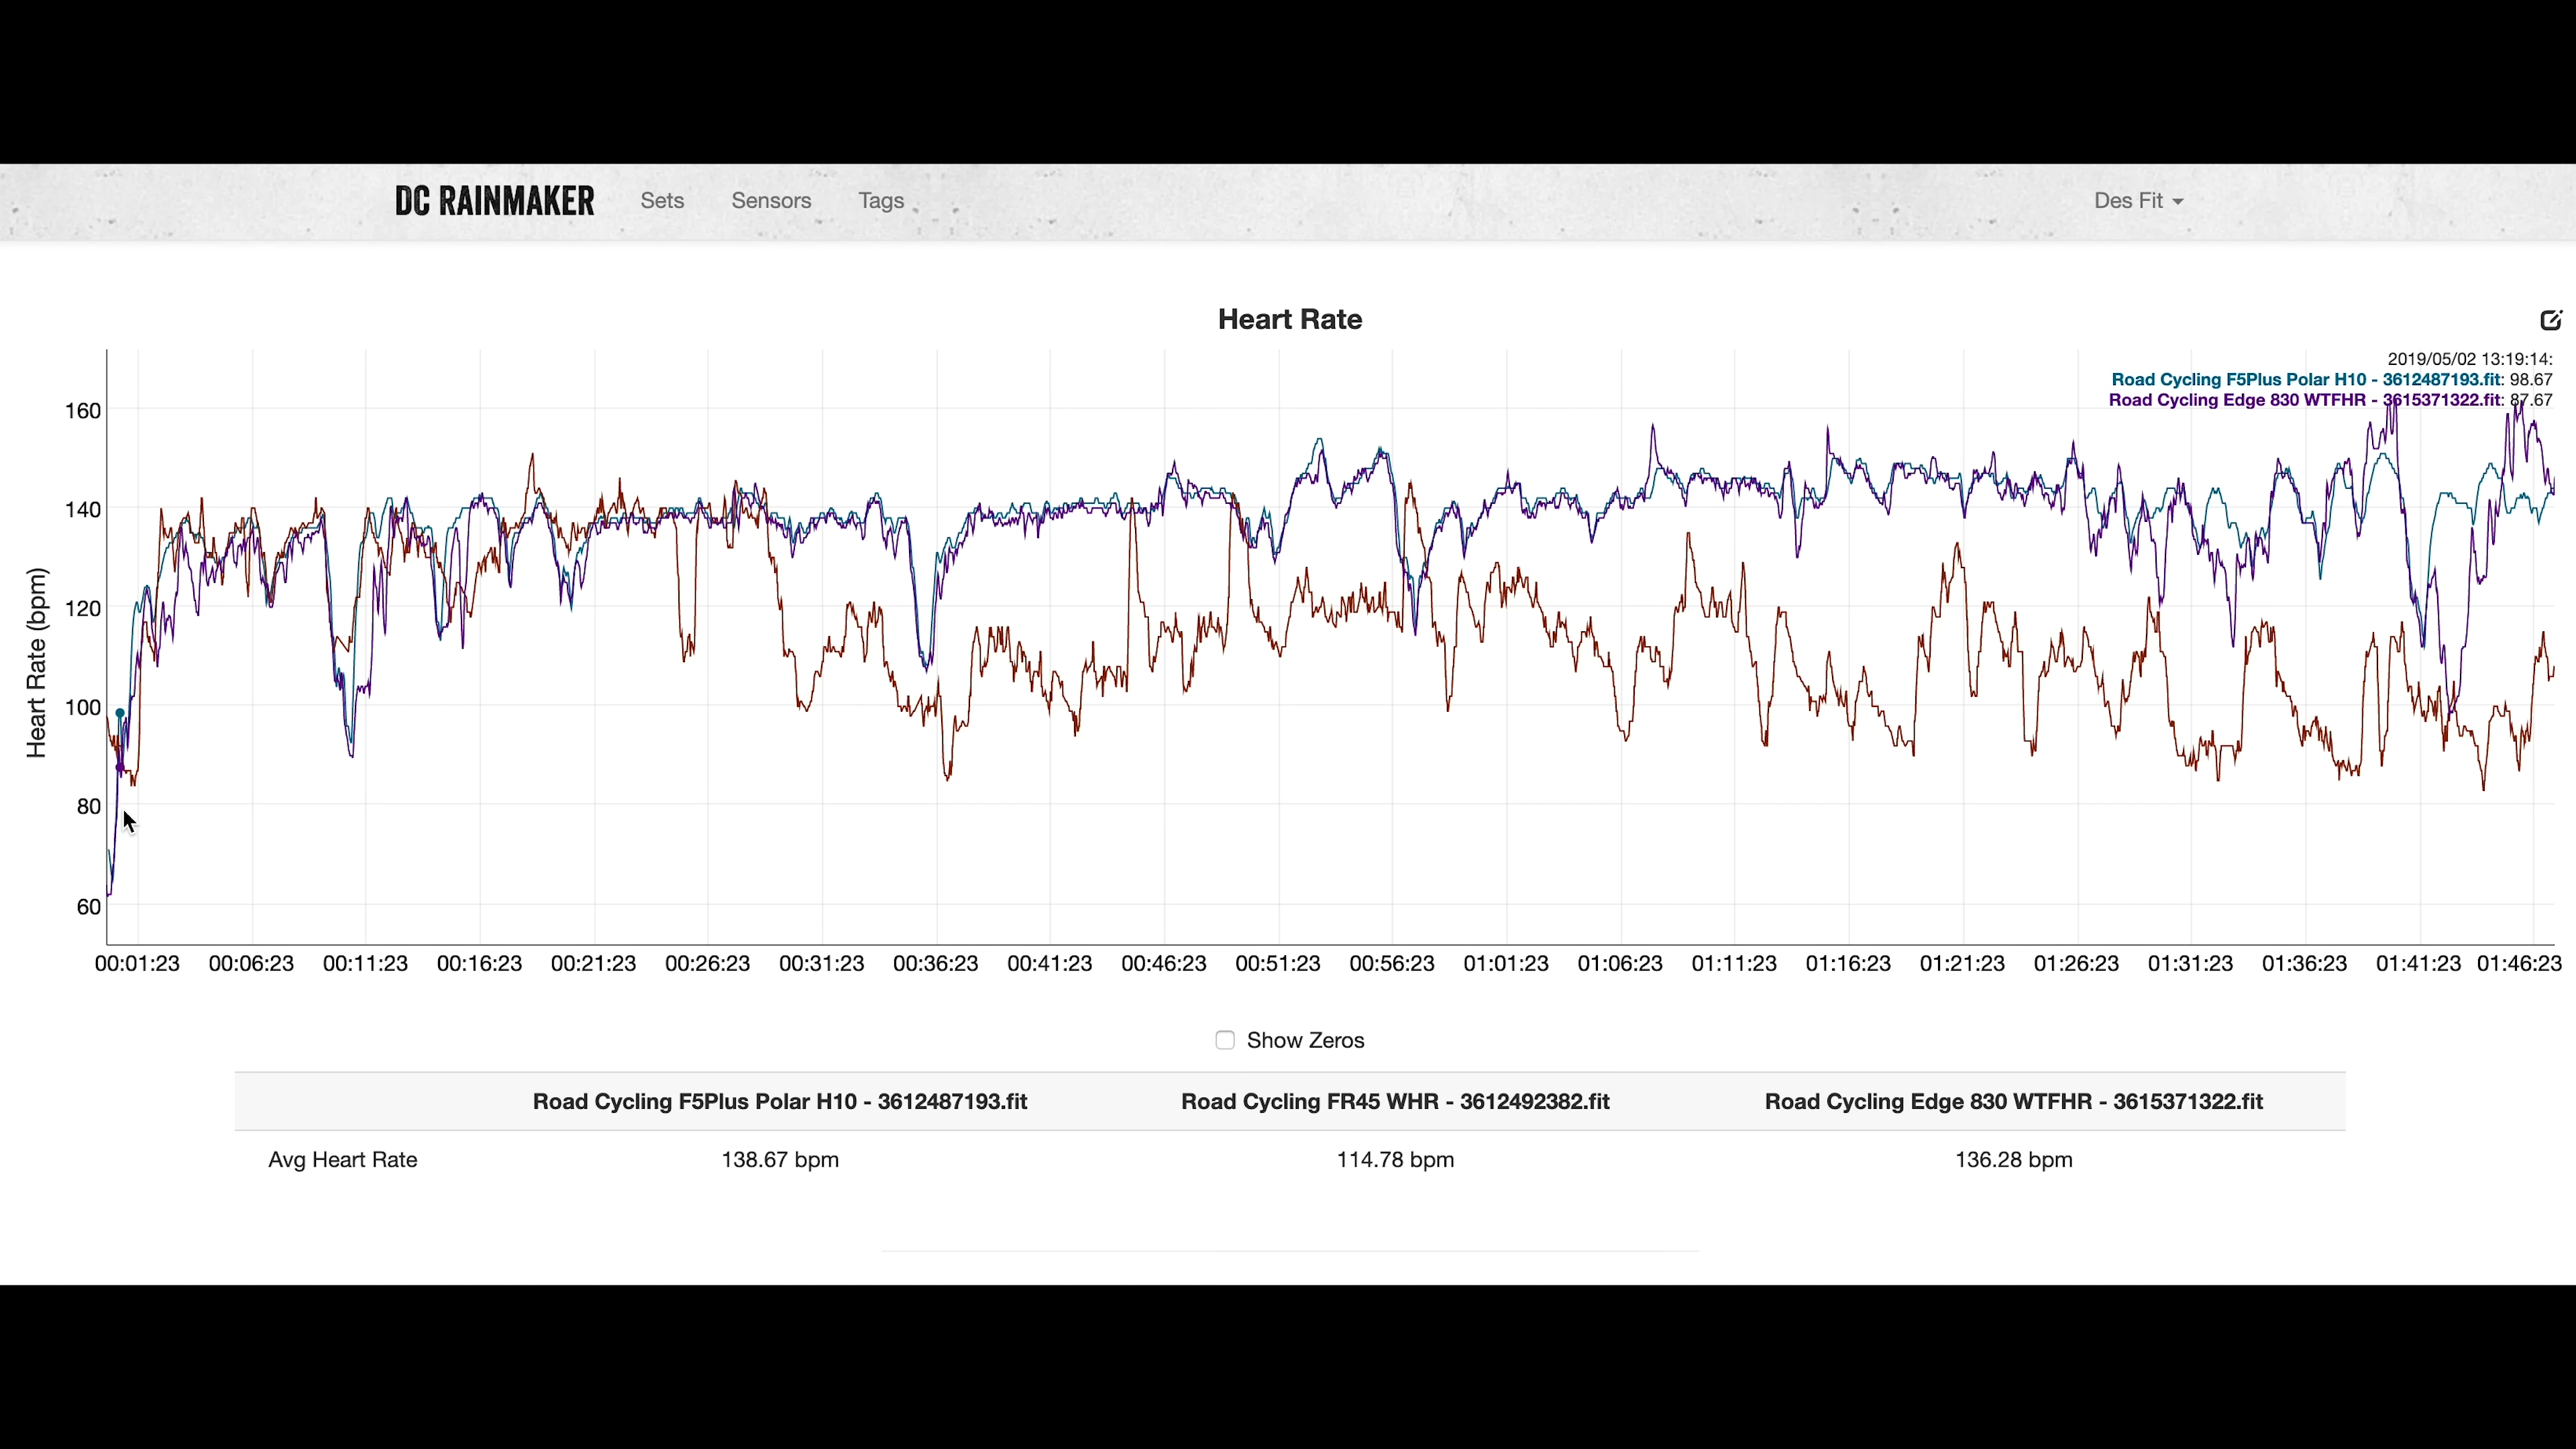 DC RAINMAKER Sets Sensors Tags Des Fit
Heart Rate
2019/05/02 13:19:14:
Road Cycling F5Plus Polar H10 - 3612487193.fit: 98.67
Road Cycling Edge 830 WTFHR - 3615371322.fit: 87.67
Heart Rate (bpm)
160
140
120
100
80
60
00:01:23 00:06:23 00:11:23 00:16:23 00:21:23 00:26:23 00:31:23 00:36:23 00:41:23 00:46:23 00:51:23 00:56:23 01:01:23 01:06:23 01:11:23 01:16:23 01:21:23 01:26:23 01:31:23 01:36:23 01:41:23 01:46:23
Show Zeros
Road Cycling F5Plus Polar H10 - 3612487193.fit Road Cycling FR45 WHR - 3612492382.fit Road Cycling Edge 830 WTFHR - 3615371322.fit
Avg Heart Rate 138.67 bpm 114.78 bpm 136.28 bpm